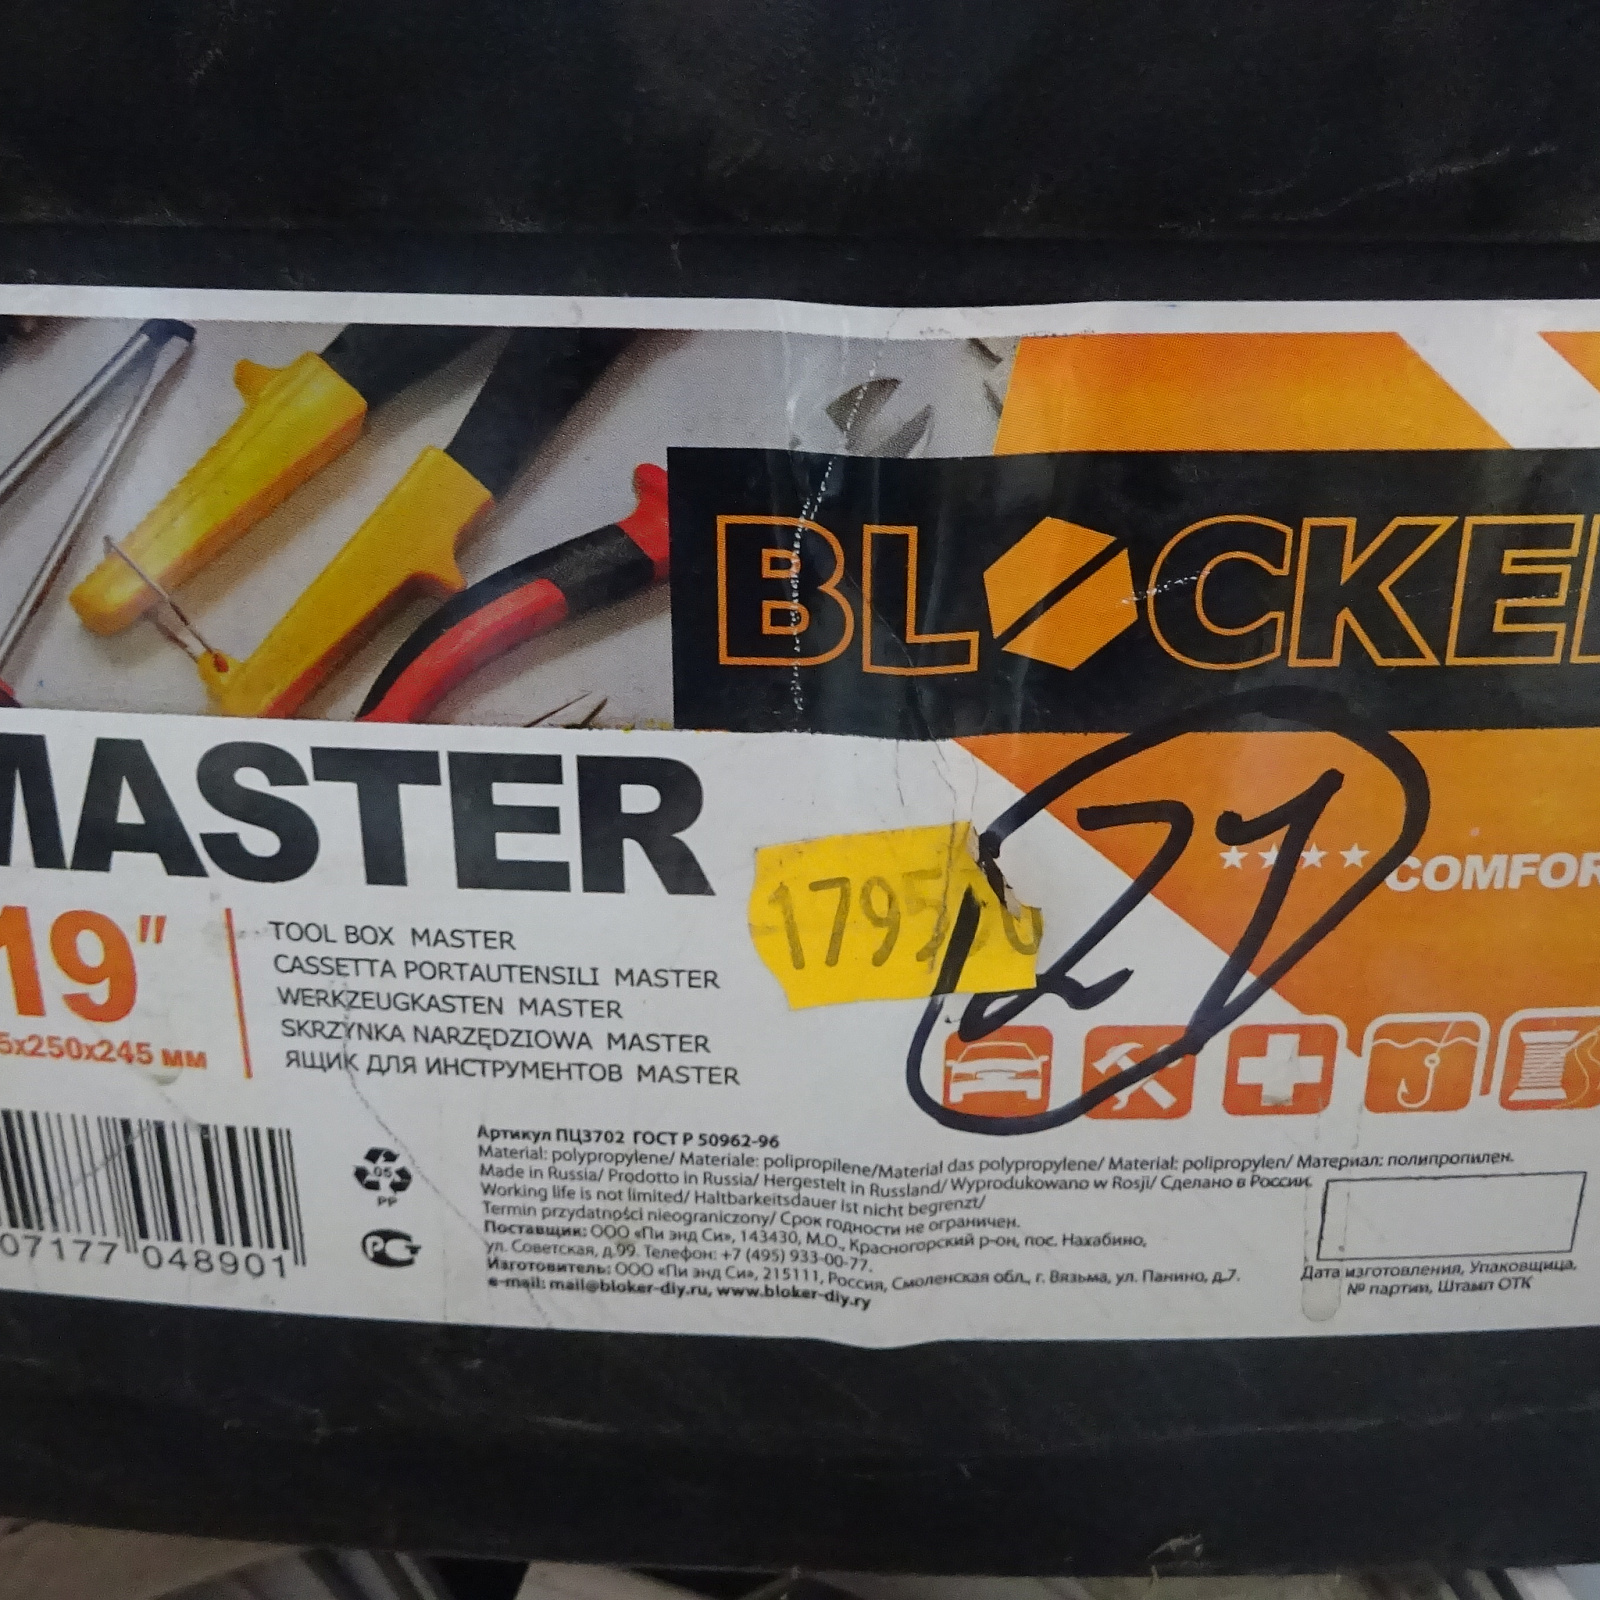 BLOCKE
MASTER
21
COMFOR
19"
5x250x245 мм
TOOL BOX MASTER
CASSETTA PORTAUTENSILI MASTER
WERKZEUGKASTEN MASTER
SKRZYNKA NARZĘDZIOWA MASTER
ЯЩИК ДЛЯ ИНСТРУМЕНТОВ MASTER
07177 048901
05
PP
Артикул ПЦ3702 ГОСТ Р 50962-96
Material: polypropylene/ Materiale: polipropilene/Material das polypropylene/ Material: polipropylen/ Материал: полипропилен.
Made in Russia/ Prodotto in Russia/ Hergestelt in Russland/ Wyprodukowano w Rosji/ Сделано в России.
Working life is not limited/ Haltbarkeitsdauer ist nicht begrenzt/
Termin przydatności nieograniczony/ Срок годности не ограничен.
Поставщик: ООО «Пи энд Си», 143430, М.О., Красногорский р-он, пос. Нахабино,
ул. Советская, д.99. Телефон: +7 (495) 933-00-77.
Изготовитель: ООО «Пи энд Си», 215111, Россия, Смоленская обл., г. Вязьма, ул. Панино, д.7.
e-mail: mail@bloker-diy.ru, www.bloker-diy.ry
Дата изготовления, Упаковщица,
№ партии, Штамп ОТК